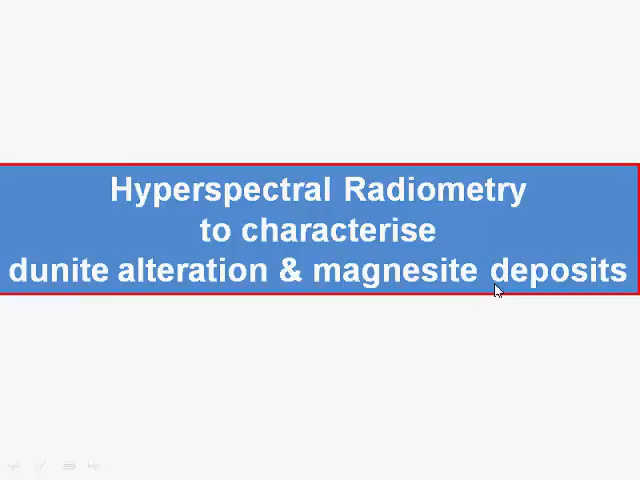 Hyperspectral Radiometry
to characterise
dunite alteration & magnesite deposits